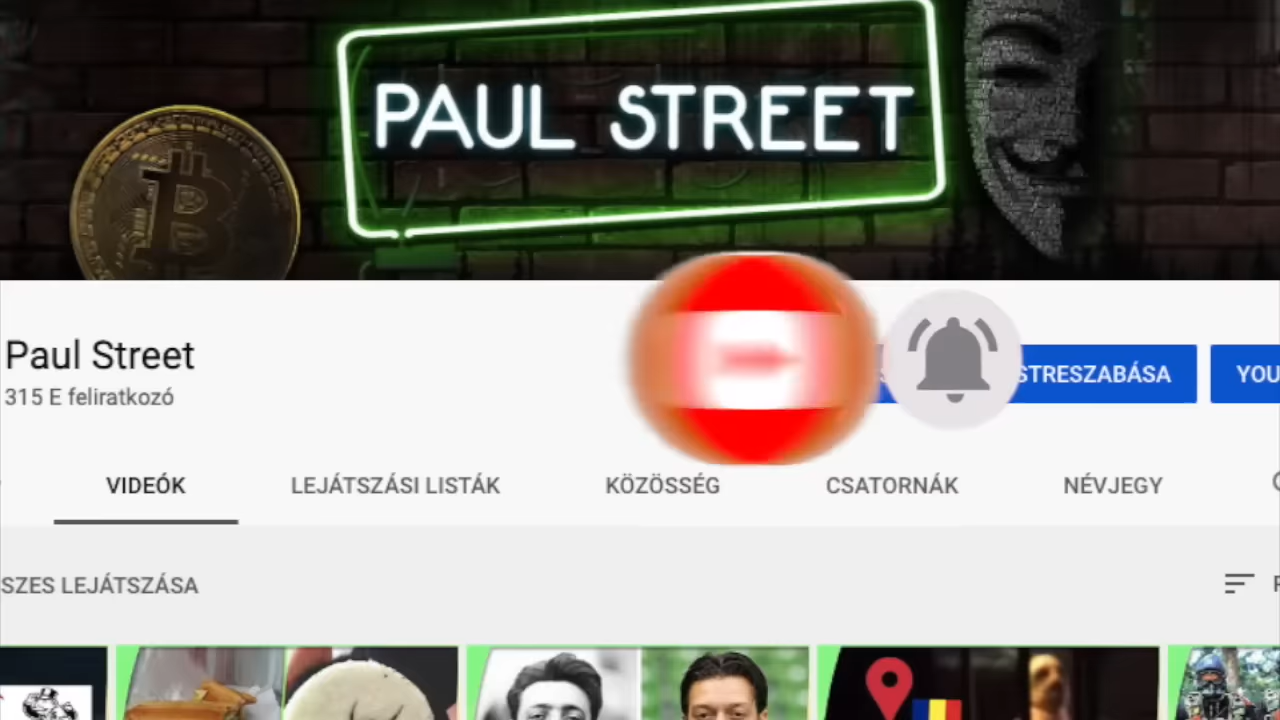 PAUL STREET
Paul Street
315 E feliratkozó
STRESZABÁSA
YOU
VIDEÓK
LEJÁTSZÁSI LISTÁK
KÖZÖSSÉG
CSATORNÁK
NÉVJEGY
SZES LEJÁTSZÁSA